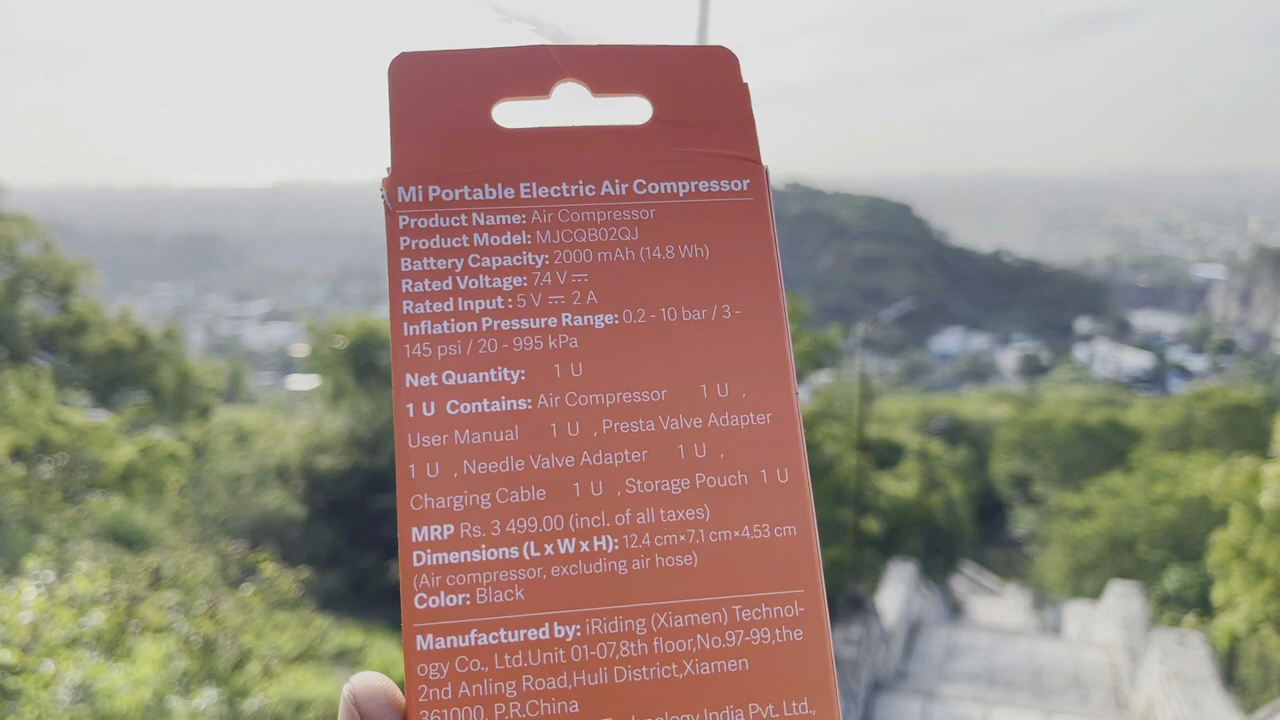 Mi Portable Electric Air Compressor
Product Name: Air Compressor
Product Model: MJCQB02QJ
Battery Capacity: 2000 mAh (14.8 Wh)
Rated Voltage: 7.4 V ⎓
Rated Input : 5 V ⎓ 2 A
Inflation Pressure Range: 0.2 - 10 bar / 3 -
145 psi / 20 - 995 kPa
Net Quantity: 1 U
1 U Contains: Air Compressor 1 U ,
User Manual 1 U , Presta Valve Adapter
1 U , Needle Valve Adapter 1 U ,
Charging Cable 1 U , Storage Pouch 1 U
MRP Rs. 3 499.00 (incl. of all taxes)
Dimensions (L x W x H): 12.4 cm×7.1 cm×4.53 cm
(Air compressor, excluding air hose)
Color: Black
Manufactured by: iRiding (Xiamen) Technol-
ogy Co., Ltd.Unit 01-07,8th floor,No.97-99,the
2nd Anling Road,Huli District,Xiamen
361000, P.R.China
Technology India Pvt. Ltd.,